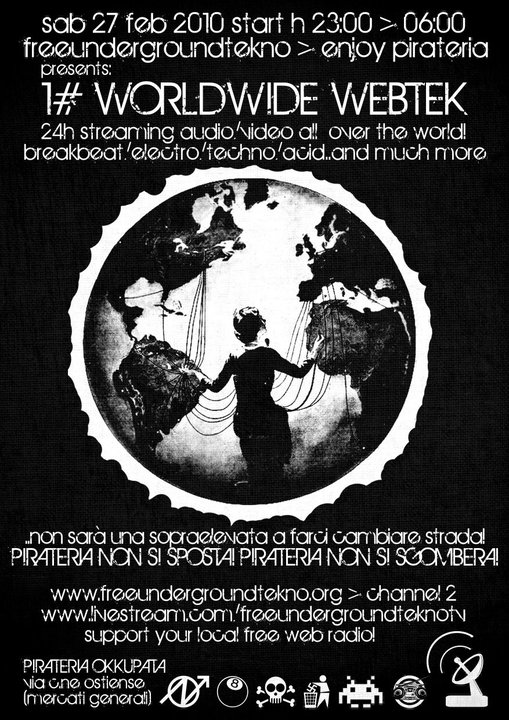 sab 27 feb 2010 start h 23:00 > 06:00
freeundergroundtekno > enjoy pirateria
presents:
1# WORLDWIDE WEBTEK
24h streaming audio/video all over the world!
breakbeat/electro/techno/acid..and much more
..non sarà una sopraelevata a farci cambiare strada!
PIRATERIA NON SI SPOSTA! PIRATERIA NON SI SGOMBERA!
www.freeundergroundtekno.org > channel 2
www.livestream.com/freeundergroundteknotv
support your local free web radio!
PIRATERIA OKKUPATA
via c.ne ostiense
(mercati generali)
8